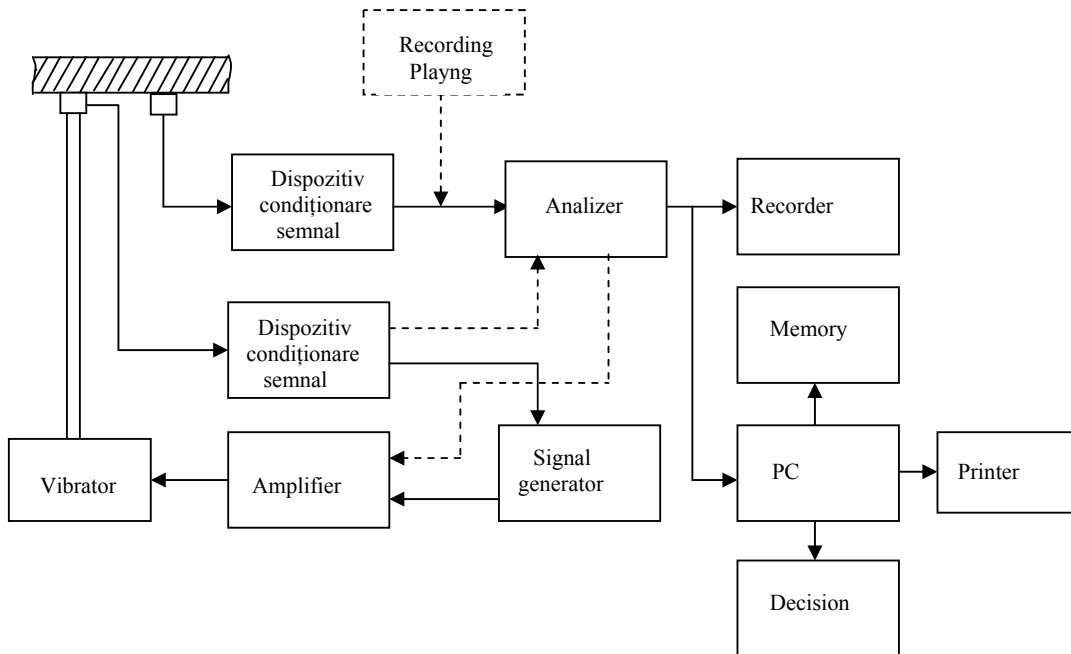 Recording
Playng
Dispozitiv
condiționare
semnal
Analizer
Recorder
Dispozitiv
condiționare
semnal
Memory
Vibrator
Amplifier
Signal
generator
PC
Printer
Decision